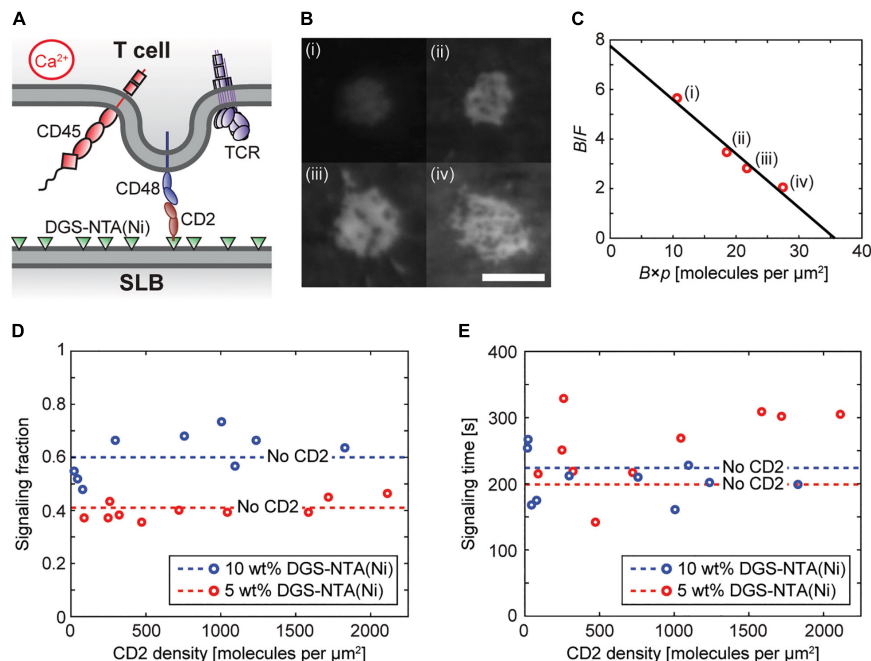 A
T cell
Ca²⁺
CD45
TCR
CD48
CD2
DGS-NTA(Ni)
SLB
B
(i)
(ii)
(iii)
(iv)
C
8
6
4
2
0
B/F
(i)
(ii)
(iii)
(iv)
0 10 20 30 40
B×p [molecules per µm²]
D
1
0.8
0.6
0.4
0.2
0
Signaling fraction
No CD2
No CD2
10 wt% DGS-NTA(Ni)
5 wt% DGS-NTA(Ni)
0 500 1000 1500 2000
CD2 density [molecules per µm²]
E
400
300
200
100
0
Signaling time [s]
No CD2
No CD2
10 wt% DGS-NTA(Ni)
5 wt% DGS-NTA(Ni)
0 500 1000 1500 2000
CD2 density [molecules per µm²]